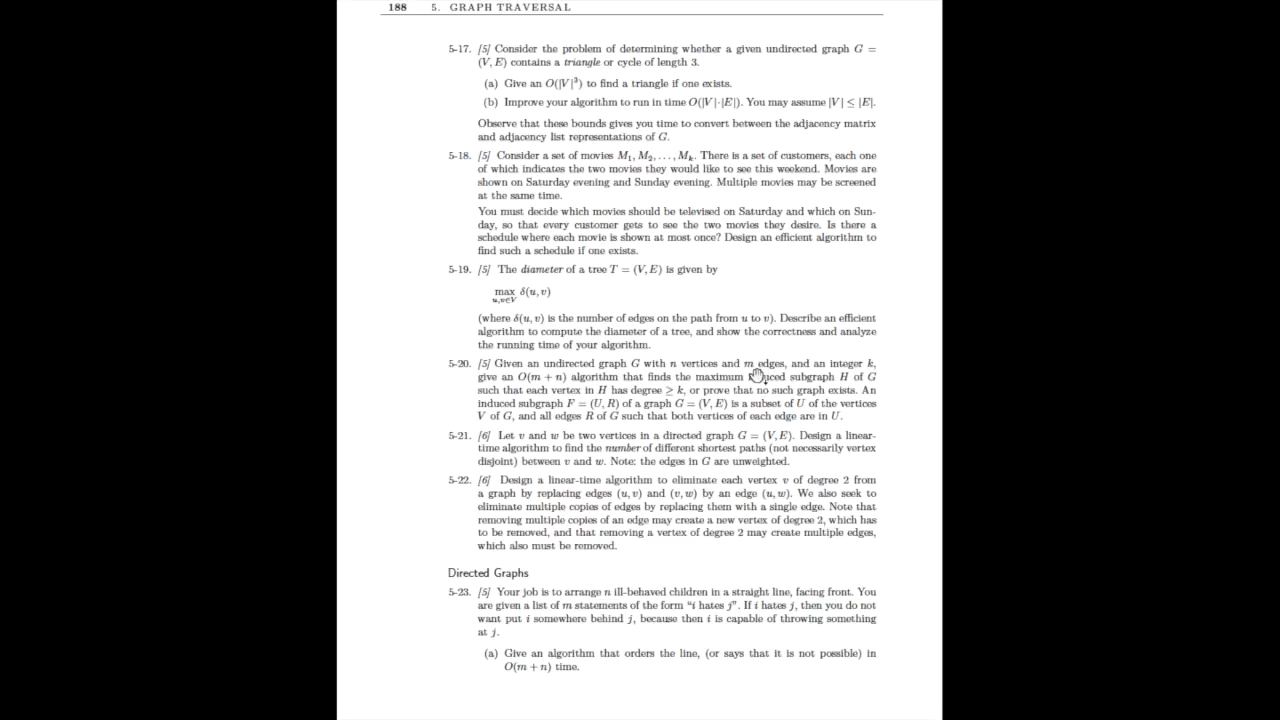 188 5. GRAPH TRAVERSAL
5-17. [5] Consider the problem of determining whether a given undirected graph G =
(V, E) contains a triangle or cycle of length 3.
(a) Give an O(|V|³) to find a triangle if one exists.
(b) Improve your algorithm to run in time O(|V|·|E|). You may assume |V| ≤ |E|.
Observe that these bounds gives you time to convert between the adjacency matrix
and adjacency list representations of G.
5-18. [5] Consider a set of movies M₁, M₂, . . . , Mₖ. There is a set of customers, each one
of which indicates the two movies they would like to see this weekend. Movies are
shown on Saturday evening and Sunday evening. Multiple movies may be screened
at the same time.
You must decide which movies should be televised on Saturday and which on Sun-
day, so that every customer gets to see the two movies they desire. Is there a
schedule where each movie is shown at most once? Design an efficient algorithm to
find such a schedule if one exists.
5-19. [5] The diameter of a tree T = (V, E) is given by
max δ(u, v)
u,v∈V
(where δ(u, v) is the number of edges on the path from u to v). Describe an efficient
algorithm to compute the diameter of a tree, and show the correctness and analyze
the running time of your algorithm.
5-20. [5] Given an undirected graph G with n vertices and m edges, and an integer k,
give an O(m + n) algorithm that finds the maximum subgraph H of G
such that each vertex in H has degree ≥ k, or prove that no such graph exists. An
induced subgraph F = (U, R) of a graph G = (V, E) is a subset of U of the vertices
V of G, and all edges R of G such that both vertices of each edge are in U.
5-21. [6] Let v and w be two vertices in a directed graph G = (V, E). Design a linear-
time algorithm to find the number of different shortest paths (not necessarily vertex
disjoint) between v and w. Note: the edges in G are unweighted.
5-22. [6] Design a linear-time algorithm to eliminate each vertex v of degree 2 from
a graph by replacing edges (u, v) and (v, w) by an edge (u, w). We also seek to
eliminate multiple copies of edges by replacing them with a single edge. Note that
removing multiple copies of an edge may create a new vertex of degree 2, which has
to be removed, and that removing a vertex of degree 2 may create multiple edges,
which also must be removed.
Directed Graphs
5-23. [5] Your job is to arrange n ill-behaved children in a straight line, facing front. You
are given a list of m statements of the form “i hates j”. If i hates j, then you do not
want put i somewhere behind j, because then i is capable of throwing something
at j.
(a) Give an algorithm that orders the line, (or says that it is not possible) in
O(m + n) time.